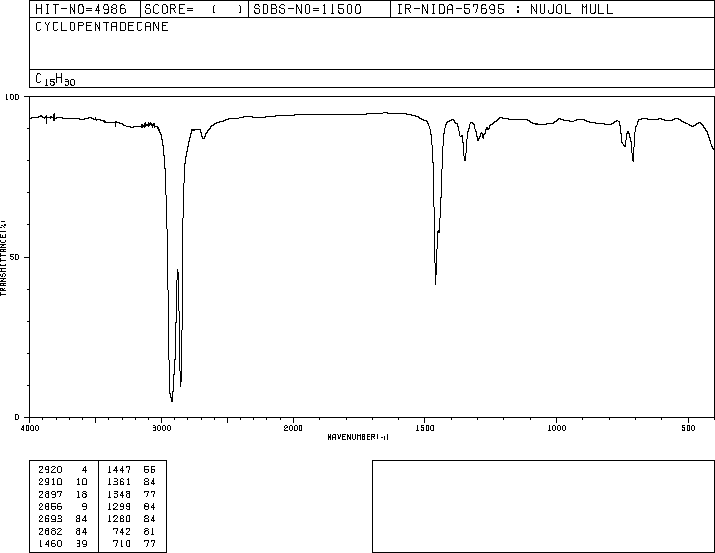 HIT-NO=4986 SCORE= ( ) SDBS-NO=11500 IR-NIDA-57695 : NUJOL MULL
CYCLOPENTADECANE
C15H30
100
50
0
TRANSMITTANCE(%)
4000 3000 2000 1500 1000 500
WAVENUMBER(-1)
2920 4 1447 66
2910 10 1361 84
2897 18 1348 77
2856 9 1299 84
2693 84 1280 84
2682 84 742 81
1460 39 710 77